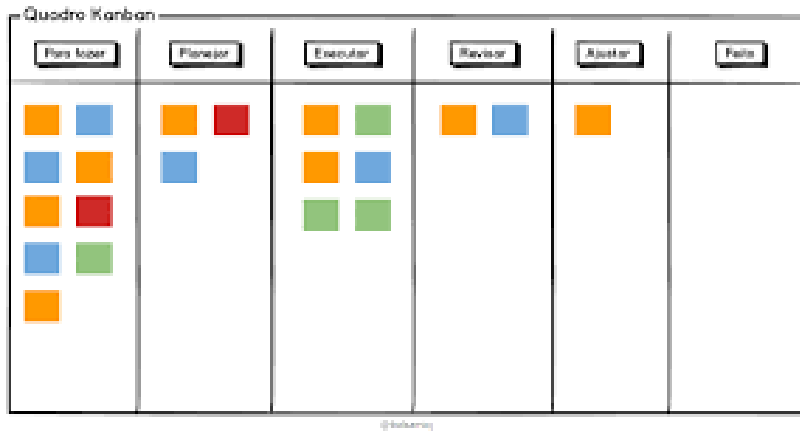 Quadro Kanban
Para fazer
Planejar
Executar
Revisar
Ajustar
Feito